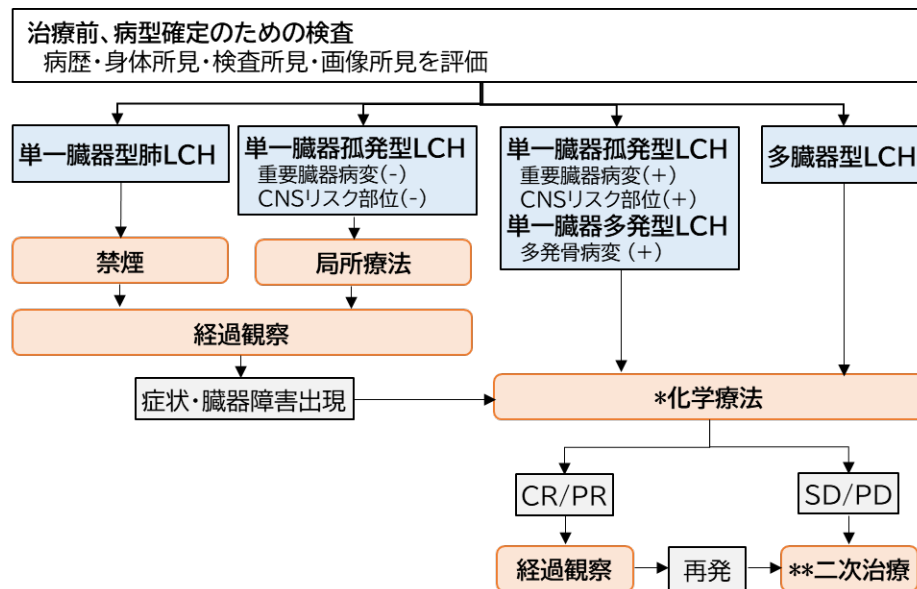 治療前、病型確定のための検査
病歴・身体所見・検査所見・画像所見を評価
単一臓器型肺LCH
単一臓器孤発型LCH
重要臓器病変(-)
CNSリスク部位(-)
単一臓器孤発型LCH
重要臓器病変(+)
CNSリスク部位(+)
単一臓器多発型LCH
多発骨病変 (+)
多臓器型LCH
禁煙
局所療法
経過観察
症状・臓器障害出現
*化学療法
CR/PR
SD/PD
経過観察
再発
**二次治療